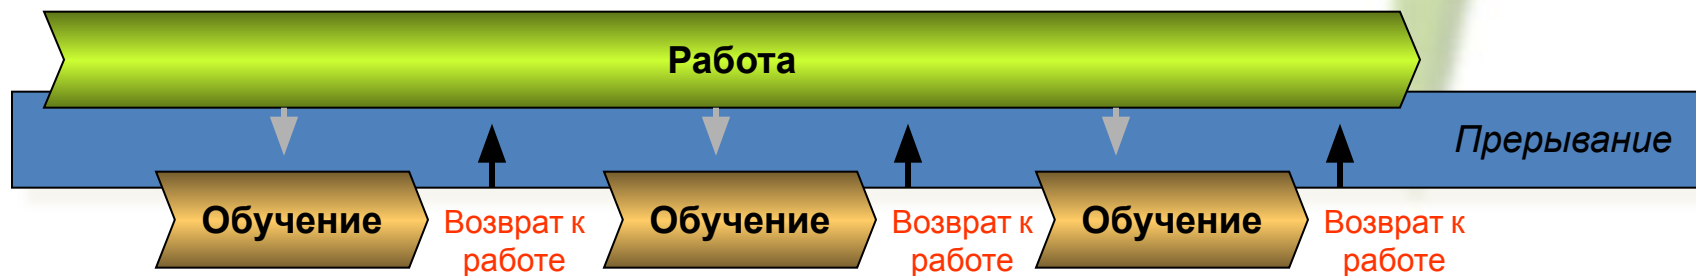 Работа
Прерывание
Обучение
Возврат к
работе
Обучение
Возврат к
работе
Обучение
Возврат к
работе